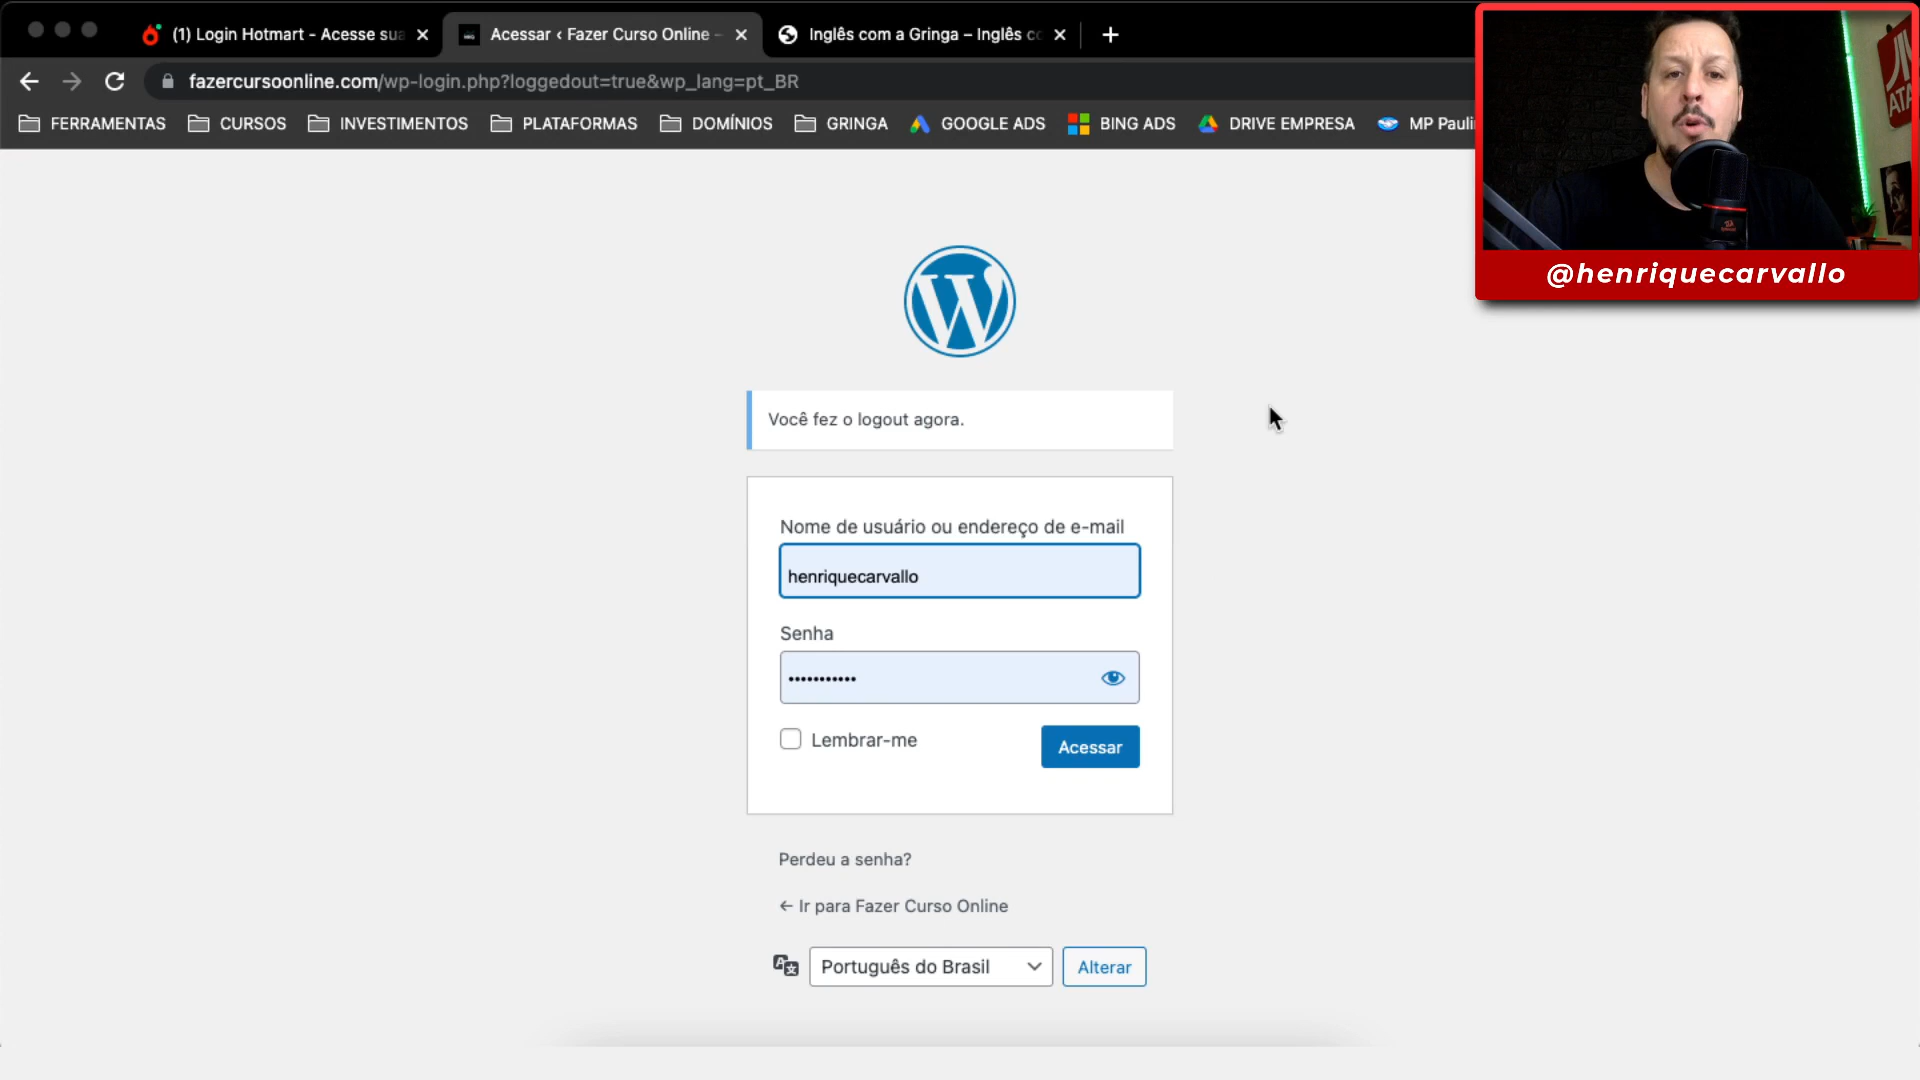 (1) Login Hotmart - Acesse sua
Acessar ‹ Fazer Curso Online –
Inglês com a Gringa – Inglês co
fazercursoonline.com/wp-login.php?loggedout=true&wp_lang=pt_BR
FERRAMENTAS
CURSOS
INVESTIMENTOS
PLATAFORMAS
DOMÍNIOS
GRINGA
GOOGLE ADS
BING ADS
DRIVE EMPRESA
MP Pauli
@henriquecarvallo
Você fez o logout agora.
Nome de usuário ou endereço de e-mail
henriquecarvallo
Senha
•••••••••••
Lembrar-me
Acessar
Perdeu a senha?
← Ir para Fazer Curso Online
Português do Brasil
Alterar